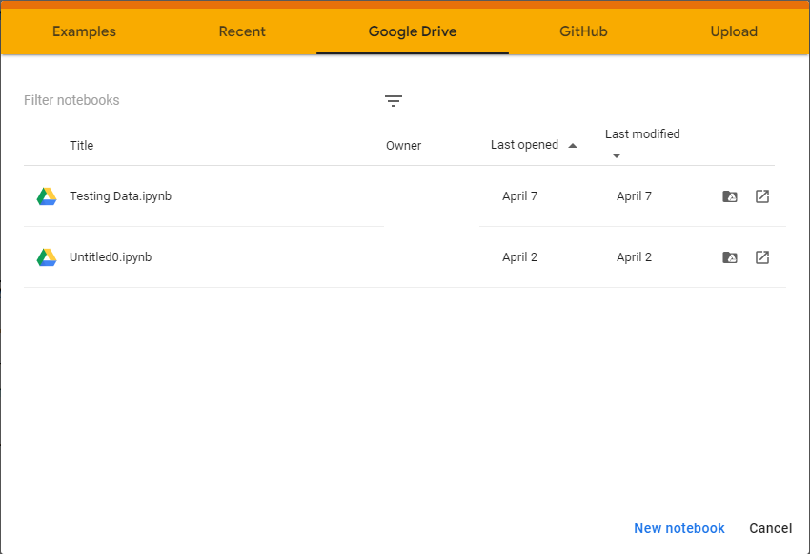 Examples Recent Google Drive GitHub Upload
Filter notebooks
Title Owner Last opened Last modified
Testing Data.ipynb April 7 April 7
Untitled0.ipynb April 2 April 2
New notebook Cancel